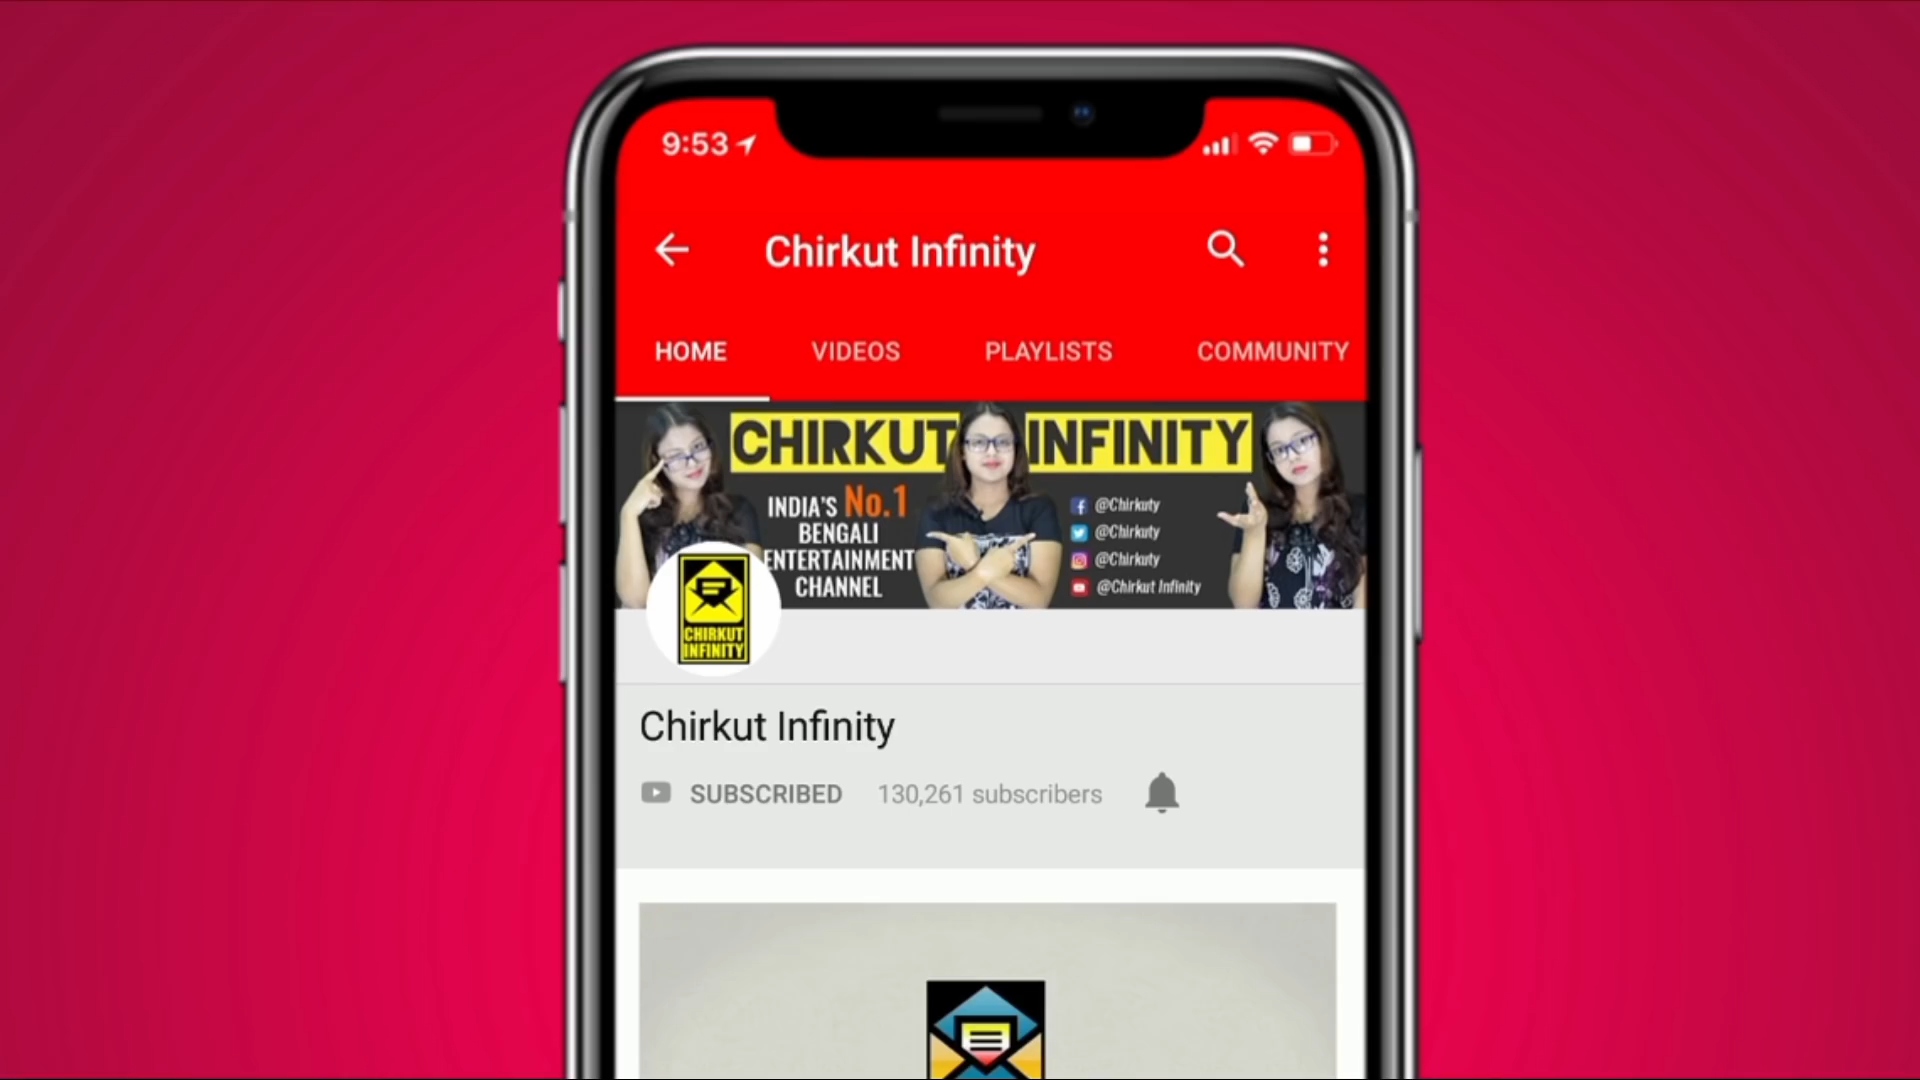 9:53
Chirkut Infinity
HOME VIDEOS PLAYLISTS COMMUNITY
CHIRKUT INFINITY
INDIA'S No.1
BENGALI
ENTERTAINMENT
CHANNEL
@Chirkuty
@Chirkuty
@Chirkuty
@Chirkut Infinity
CHIRKUT
INFINITY
Chirkut Infinity
SUBSCRIBED 130,261 subscribers